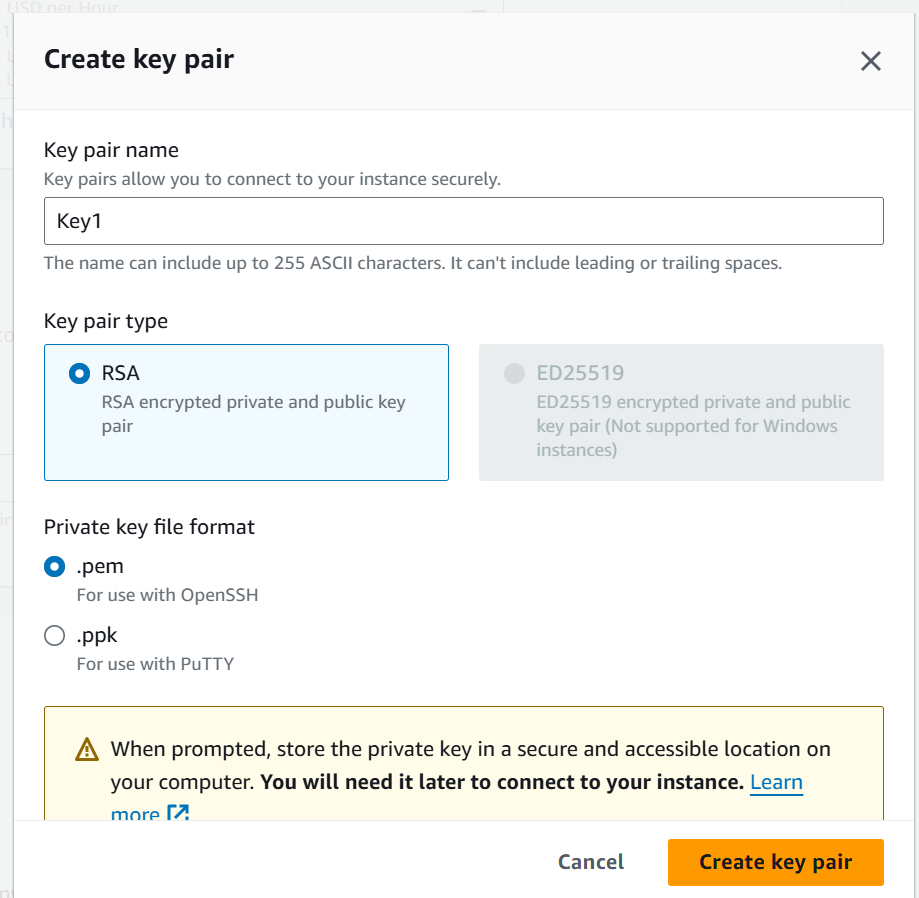 USD per Hour
Create key pair
Key pair name
Key pairs allow you to connect to your instance securely.
Key1
The name can include up to 255 ASCII characters. It can't include leading or trailing spaces.
Key pair type
RSA
RSA encrypted private and public key
pair
ED25519
ED25519 encrypted private and public
key pair (Not supported for Windows
instances)
Private key file format
.pem
For use with OpenSSH
.ppk
For use with PuTTY
When prompted, store the private key in a secure and accessible location on
your computer. You will need it later to connect to your instance. Learn
more
Cancel
Create key pair